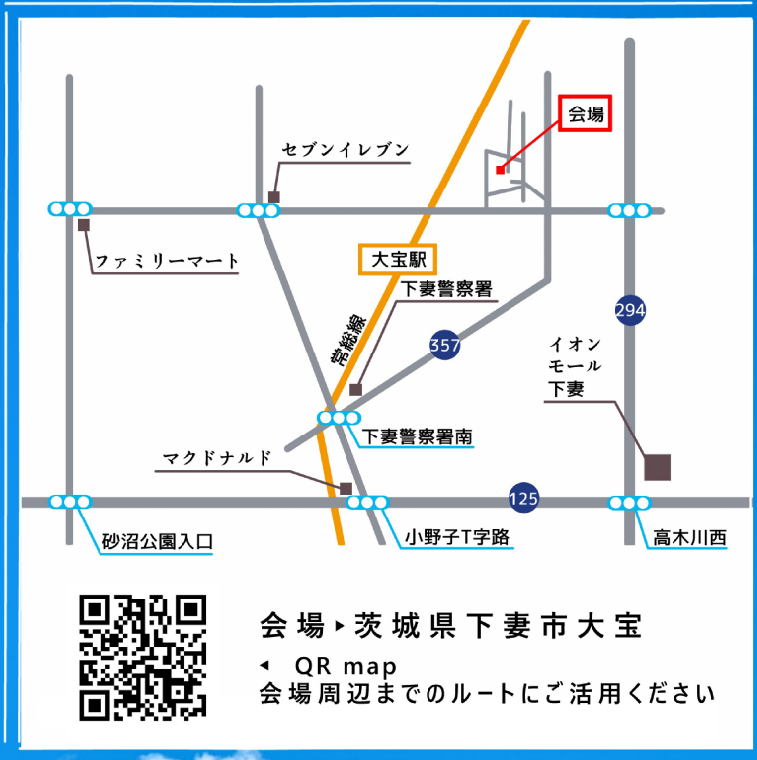 会場
セブンイレブン
ファミリーマート
大宝駅
下妻警察署
常総線
357
294
イオン
モール
下妻
下妻警察署南
マクドナルド
125
砂沼公園入口
小野子T字路
高木川西
会場▸茨城県下妻市大宝
◂ QR map
会場周辺までのルートにご活用ください